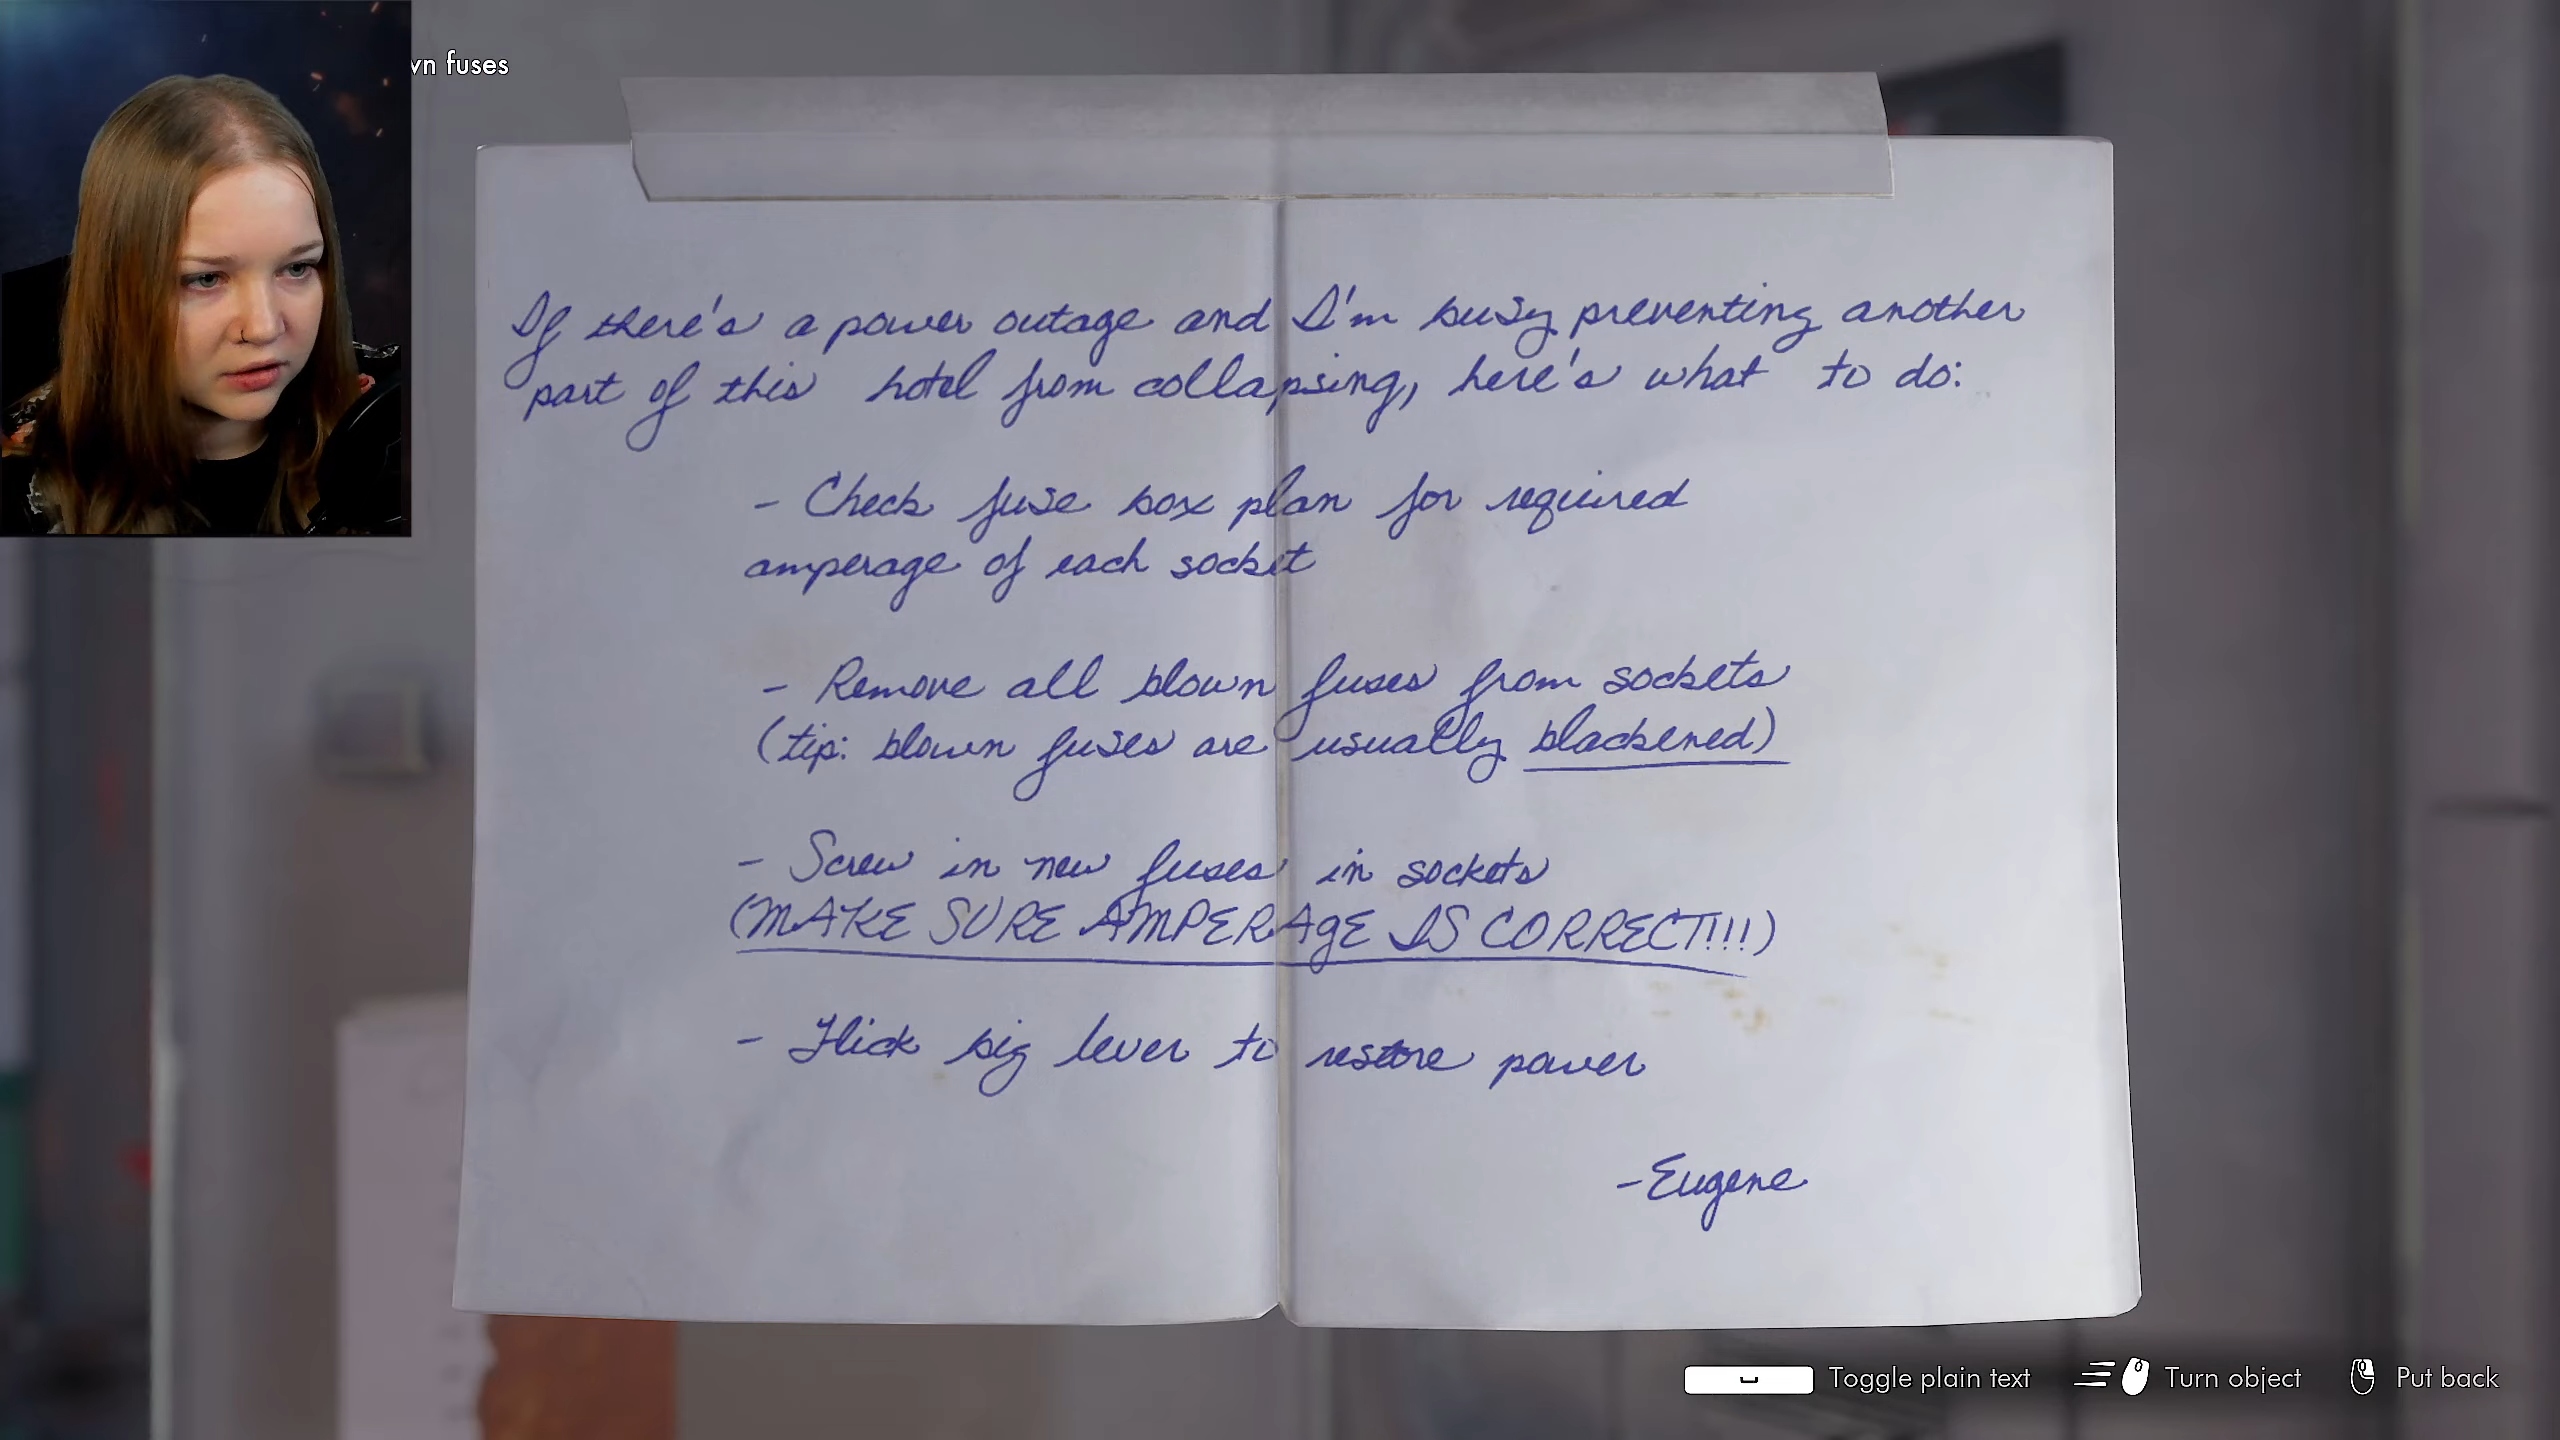 vn fuses
If there's a power outage and I'm busy preventing another
part of this hotel from collapsing, here's what to do:
- Check fuse box plan for required
amperage of each socket
- Remove all blown fuses from sockets
(tip: blown fuses are usually blackened)
- Screw in new fuses in sockets
(MAKE SURE AMPERAgE IS CORRECT!!!)
- Flick big lever to restore power
-Eugene
Toggle plain text Turn object Put back